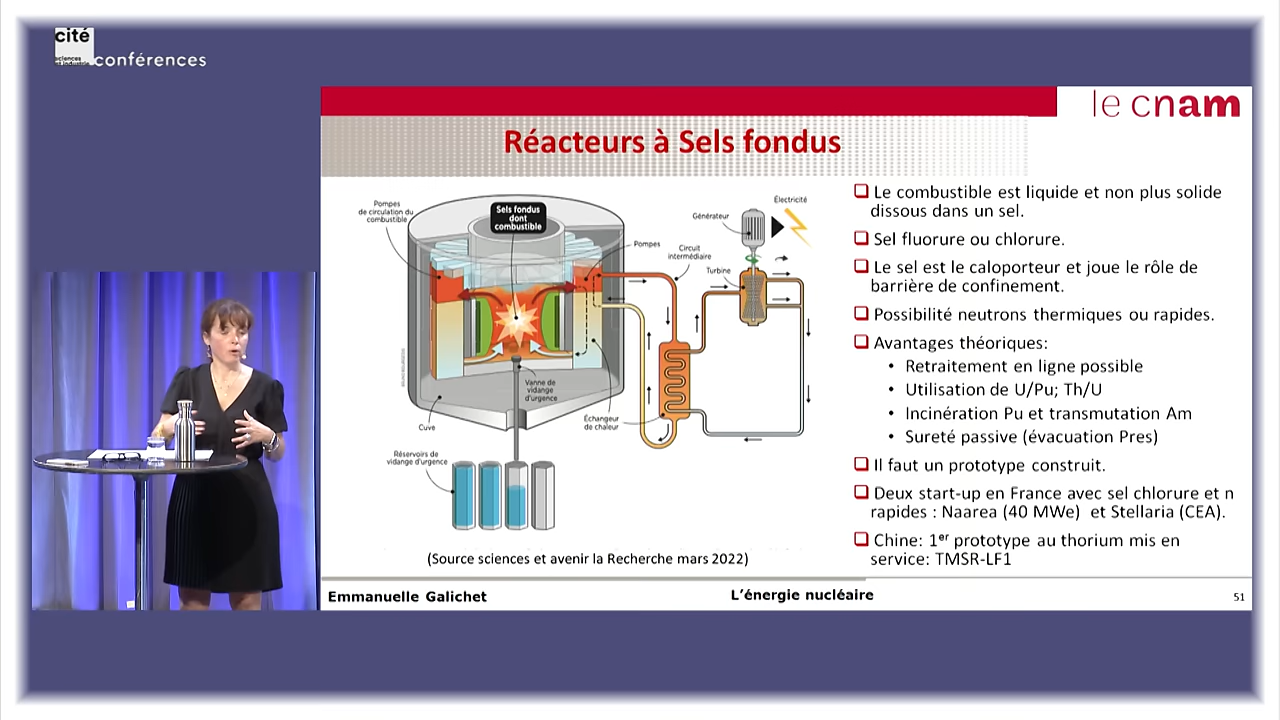 cité
sciences
et industrie
conférences
le cnam
Réacteurs à Sels fondus
Pompes
de circulation du
combustible
Sels fondus
dont
combustible
Pompes
Circuit
intermédiaire
Générateur
Électricité
Turbine
Vanne de
vidange
d'urgence
Échangeur
de chaleur
Cuve
Réservoirs de
vidange d'urgence
(Source sciences et avenir la Recherche mars 2022)
Le combustible est liquide et non plus solide
dissous dans un sel.
Sel fluorure ou chlorure.
Le sel est le caloporteur et joue le rôle de
barrière de confinement.
Possibilité neutrons thermiques ou rapides.
Avantages théoriques:
• Retraitement en ligne possible
• Utilisation de U/Pu; Th/U
• Incinération Pu et transmutation Am
• Sureté passive (évacuation Pres)
Il faut un prototype construit.
Deux start-up en France avec sel chlorure et n
rapides : Naarea (40 MWe) et Stellaria (CEA).
Chine: 1er prototype au thorium mis en
service: TMSR-LF1
Emmanuelle Galichet
L'énergie nucléaire
51